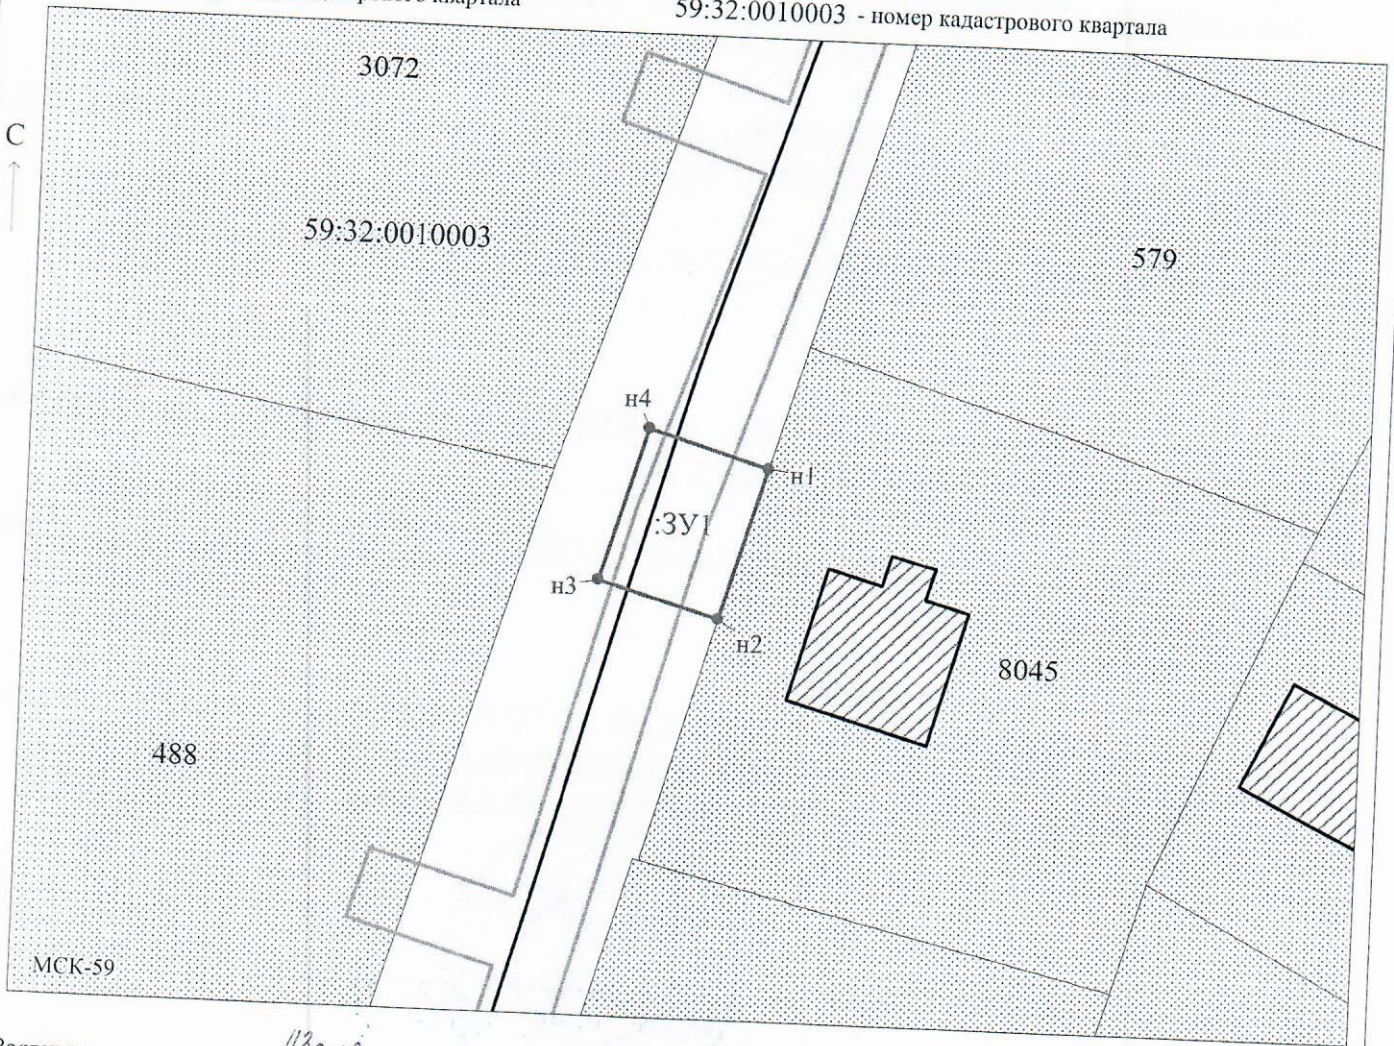 квартала
59:32:0010003 - номер кадастрового квартала
3072
С
59:32:0010003
579
н4
н1
:ЗУ1
н3
н2
8045
488
МСК-59